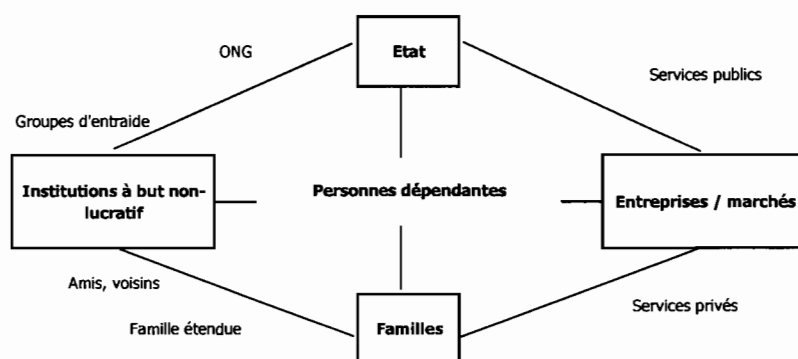 ONG
Etat
Services publics
Groupes d'entraide
Institutions à but non-
lucratif
Personnes dépendantes
Entreprises / marchés
Amis, voisins
Famille étendue
Familles
Services privés